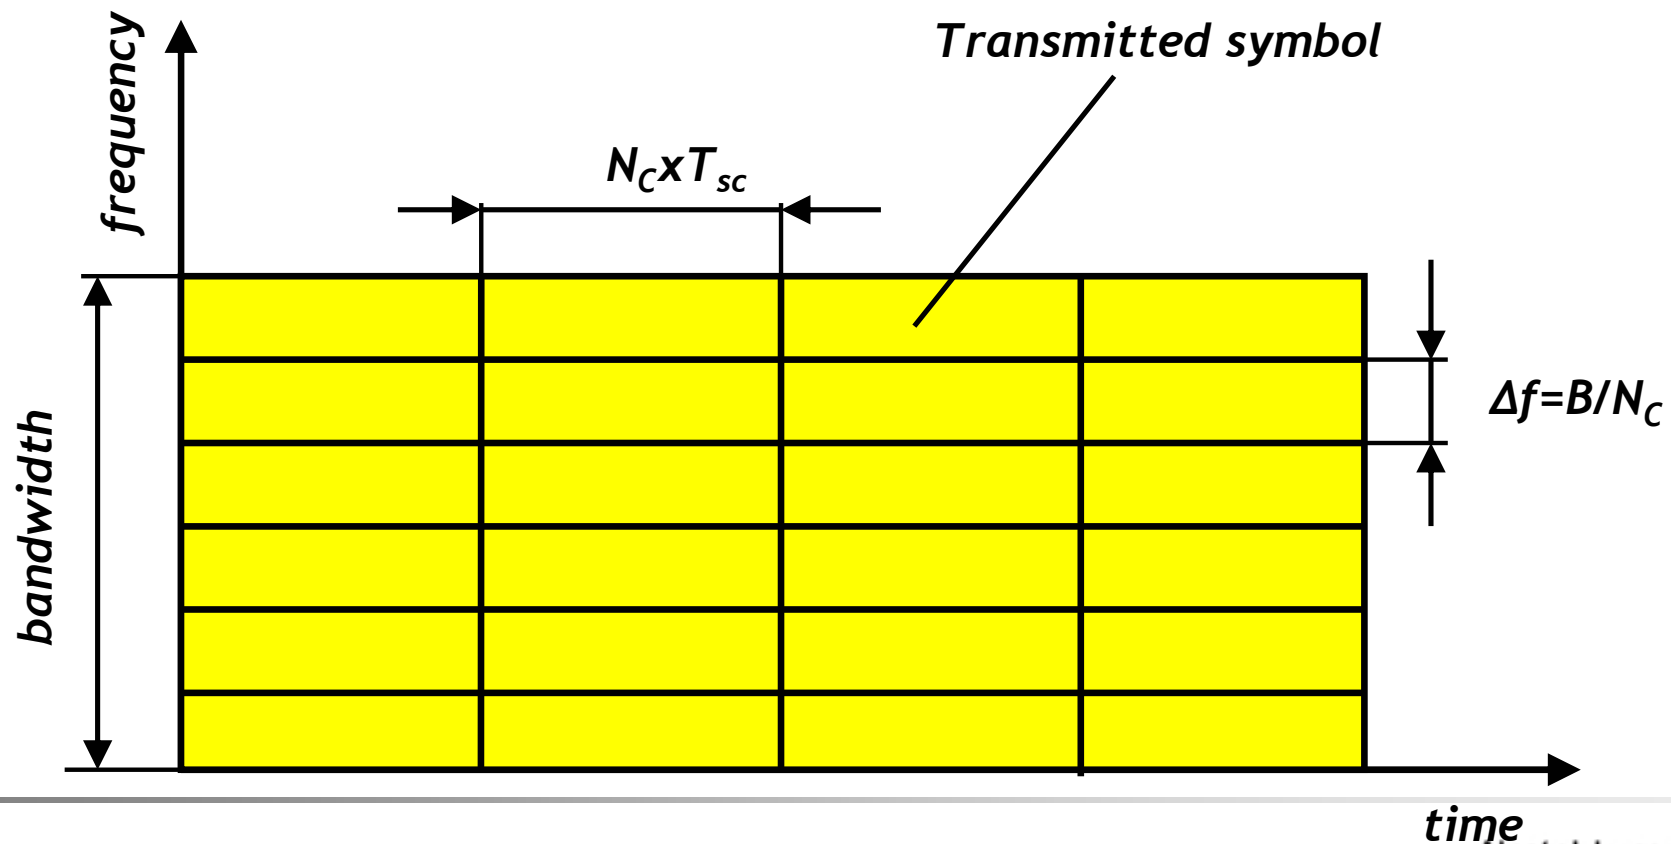 Transmitted symbol
frequency
N_CxT_sc
Δf=B/N_C
bandwidth
time